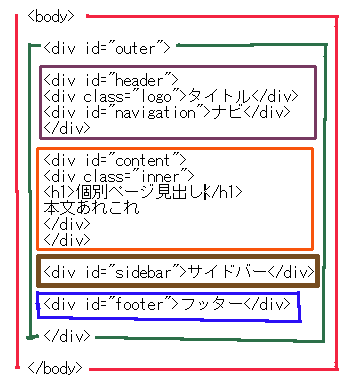 <body>
<div id="outer">
<div id="header">
<div class="logo">タイトル</div>
<div id="navigation">ナビ</div>
</div>
<div id="content">
<div class="inner">
<h1>個別ページ見出し</h1>
本文あれこれ
</div>
</div>
<div id="sidebar">サイドバー</div>
<div id="footer">フッター</div>
</div>
</body>